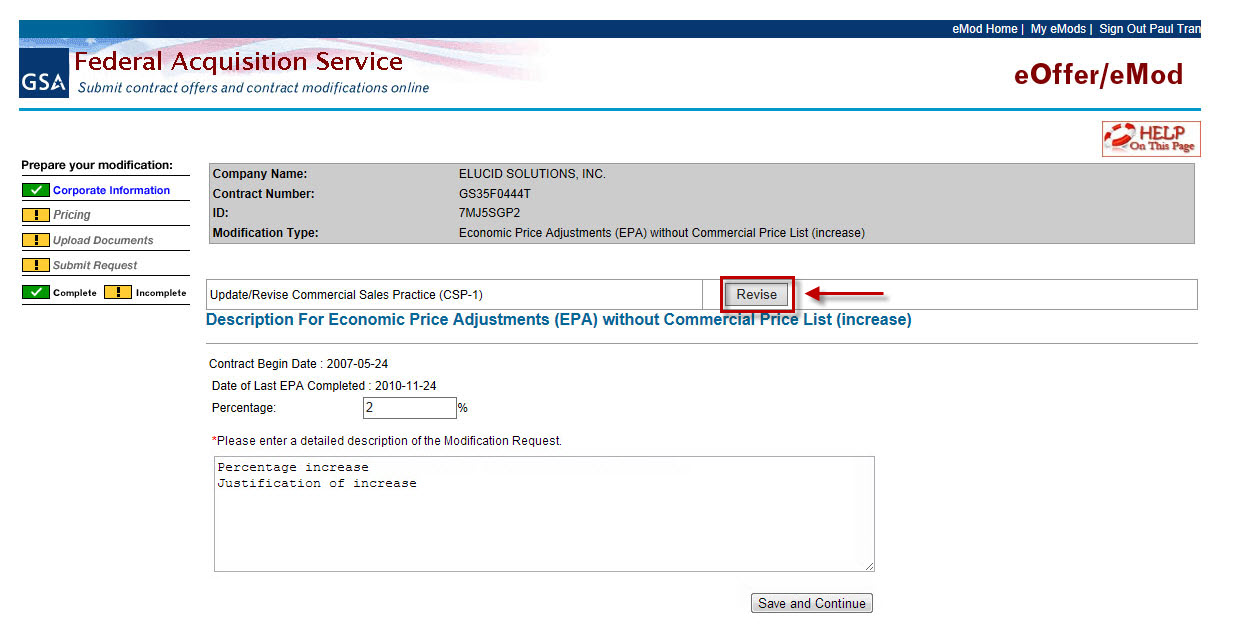 eMod Home | My eMods | Sign Out Paul Tran
GSA
Federal Acquisition Service
Submit contract offers and contract modifications online
eOffer/eMod
HELP
On This Page
Prepare your modification:
Corporate Information
Pricing
Upload Documents
Submit Request
Complete ! Incomplete
Company Name: ELUCID SOLUTIONS, INC.
Contract Number: GS35F0444T
ID: 7MJ5SGP2
Modification Type: Economic Price Adjustments (EPA) without Commercial Price List (increase)
Update/Revise Commercial Sales Practice (CSP-1) Revise
Description For Economic Price Adjustments (EPA) without Commercial Price List (increase)
Contract Begin Date : 2007-05-24
Date of Last EPA Completed : 2010-11-24
Percentage: 2 %
*Please enter a detailed description of the Modification Request.
Percentage increase
Justification of increase
Save and Continue